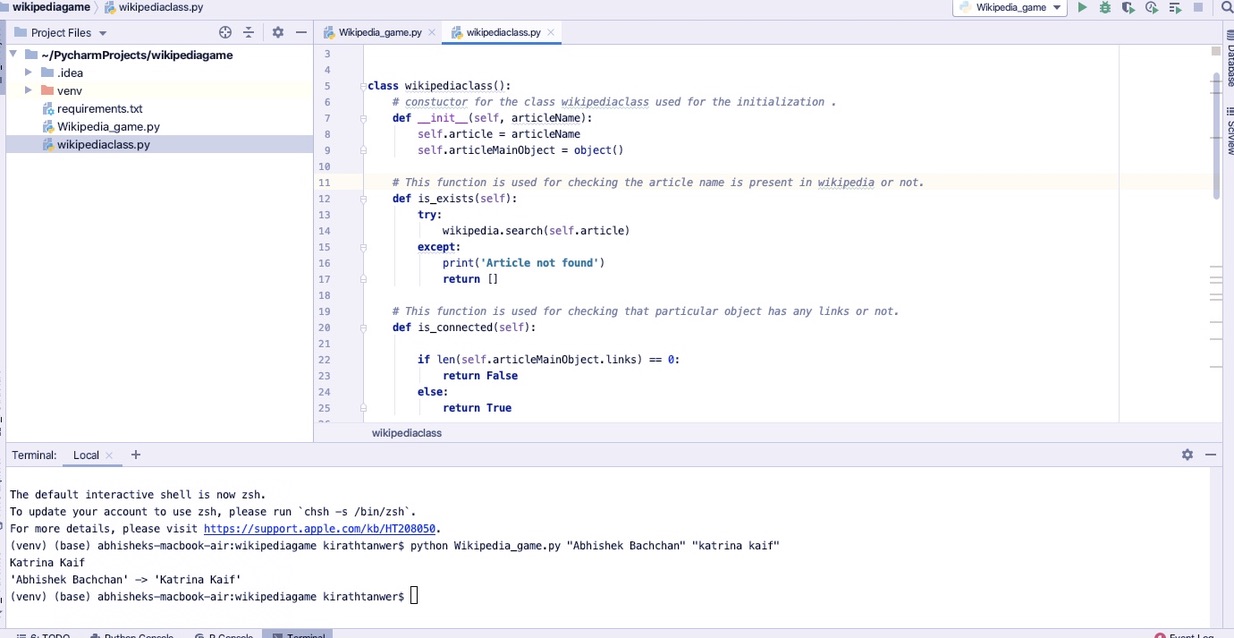 wikipediagame wikipediaclass.py Wikipedia_game
Project Files
Wikipedia_game.py wikipediaclass.py
~/PycharmProjects/wikipediagame
.idea
venv
requirements.txt
Wikipedia_game.py
wikipediaclass.py
3
4
5 class wikipediaclass():
6 # constuctor for the class wikipediaclass used for the initialization .
7 def __init__(self, articleName):
8 self.article = articleName
9 self.articleMainObject = object()
10
11 # This function is used for checking the article name is present in wikipedia or not.
12 def is_exists(self):
13 try:
14 wikipedia.search(self.article)
15 except:
16 print('Article not found')
17 return []
18
19 # This function is used for checking that particular object has any links or not.
20 def is_connected(self):
21
22 if len(self.articleMainObject.links) == 0:
23 return False
24 else:
25 return True
wikipediaclass
Database
SciView
Terminal: Local +
The default interactive shell is now zsh.
To update your account to use zsh, please run `chsh -s /bin/zsh`.
For more details, please visit https://support.apple.com/kb/HT208050.
(venv) (base) abhisheks-macbook-air:wikipediagame kirathtanwer$ python Wikipedia_game.py "Abhishek Bachchan" "katrina kaif"
Katrina Kaif
'Abhishek Bachchan' -> 'Katrina Kaif'
(venv) (base) abhisheks-macbook-air:wikipediagame kirathtanwer$
6: TODO Python Console R Console Terminal Event Log